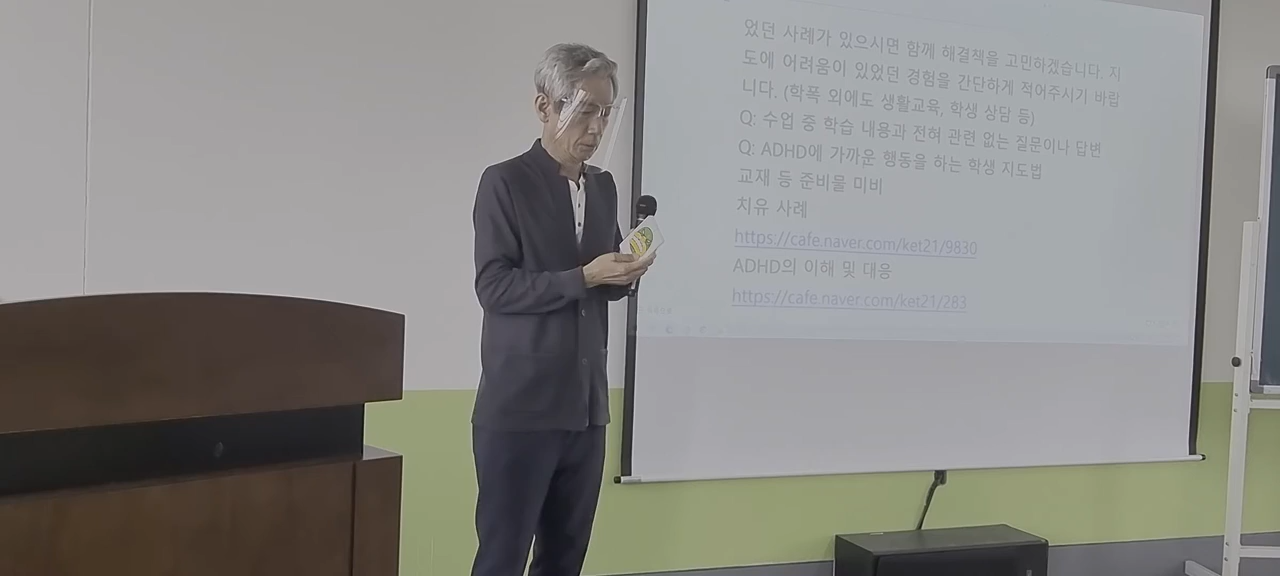 었던 사례가 있으시면 함께 해결책을 고민하겠습니다. 지
도에 어려움이 있었던 경험을 간단하게 적어주시기 바랍
니다. (학폭 외에도 생활교육, 학생 상담 등)
Q: 수업 중 학습 내용과 전혀 관련 없는 질문이나 답변
Q: ADHD에 가까운 행동을 하는 학생 지도법
교재 등 준비물 미비
치유 사례
https://cafe.naver.com/ket21/9830
ADHD의 이해 및 대응
https://cafe.naver.com/ket21/283